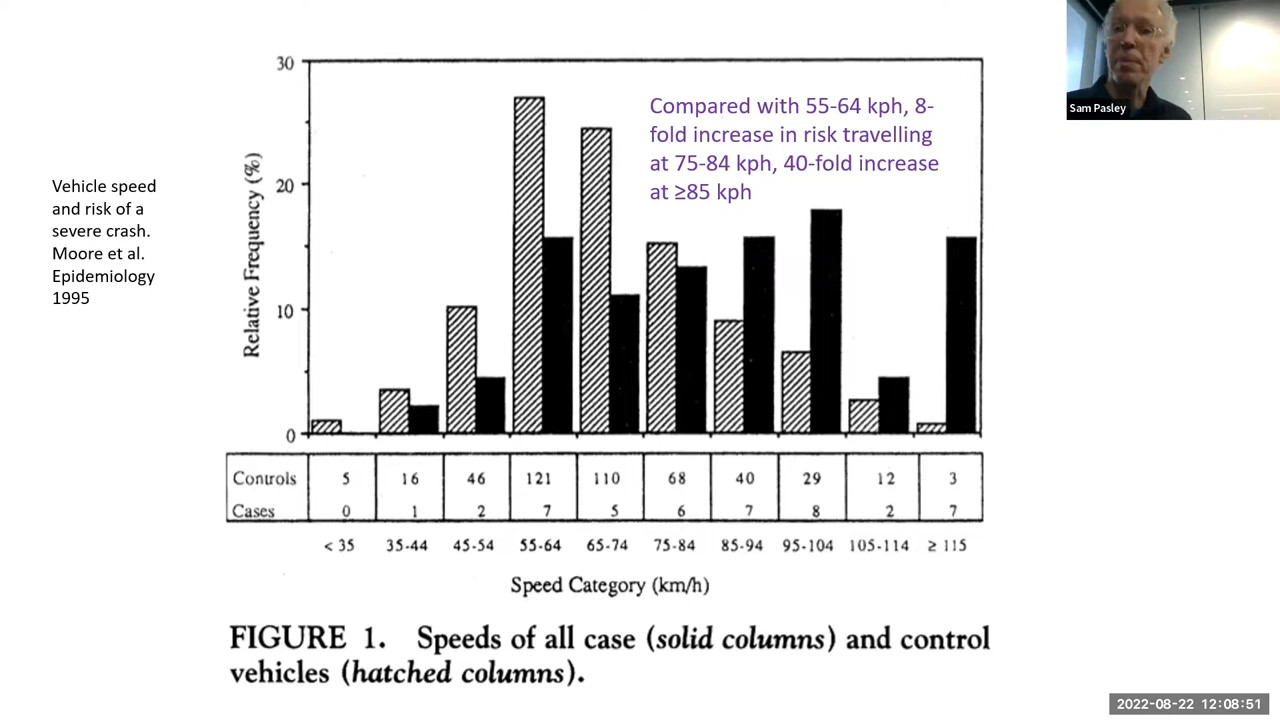 Sam Pasley
Vehicle speed
and risk of a
severe crash.
Moore et al.
Epidemiology
1995
Compared with 55-64 kph, 8-
fold increase in risk travelling
at 75-84 kph, 40-fold increase
at ≥85 kph
Relative Frequency (%)
30
20
10
0
Controls 5 16 46 121 110 68 40 29 12 3
Cases 0 1 2 7 5 6 7 8 2 7
< 35 35-44 45-54 55-64 65-74 75-84 85-94 95-104 105-114 ≥ 115
Speed Category (km/h)
FIGURE 1. Speeds of all case (solid columns) and control
vehicles (hatched columns).
2022-08-22 12:08:51